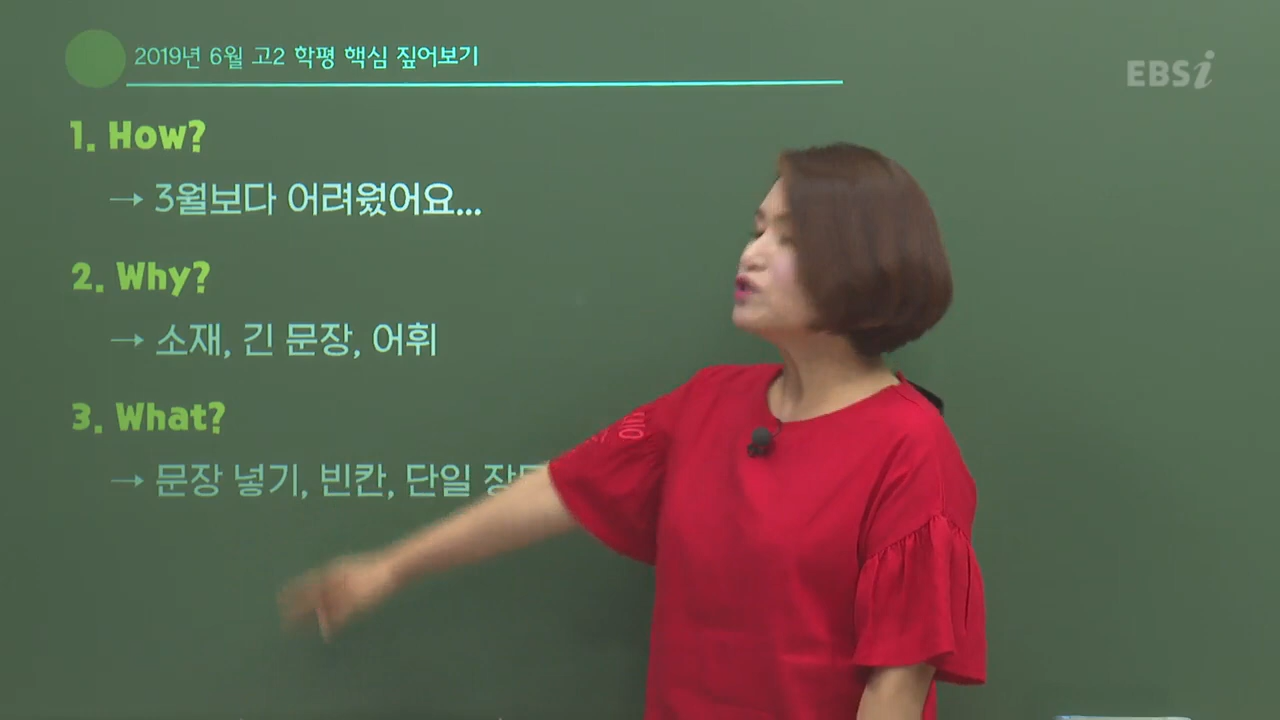 2019년 6월 고2 학평 핵심 짚어보기
EBSi
1. How?
→ 3월보다 어려웠어요...
2. Why?
→ 소재, 긴 문장, 어휘
3. What?
→ 문장 넣기, 빈칸, 단일